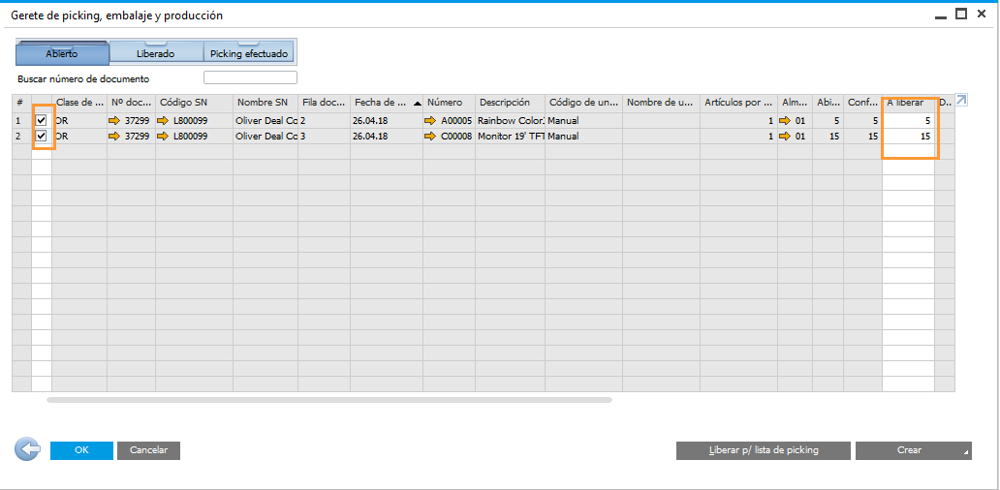 Gerete de picking, embalaje y producción
Abierto Liberado Picking efectuado
Buscar número de documento
# Clase de ... Nº doc... Código SN Nombre SN Fila doc... Fecha de ... Número Descripción Código de un... Nombre de u... Artículos por ... Alm... Abi... Conf... A liberar D..
1 OR 37299 L800099 Oliver Deal Co 2 26.04.18 A00005 Rainbow Color Manual 1 01 5 5 5
2 OR 37299 L800099 Oliver Deal Co 3 26.04.18 C00008 Monitor 19' TFT Manual 1 01 15 15 15
OK Cancelar Liberar p/ lista de picking Crear